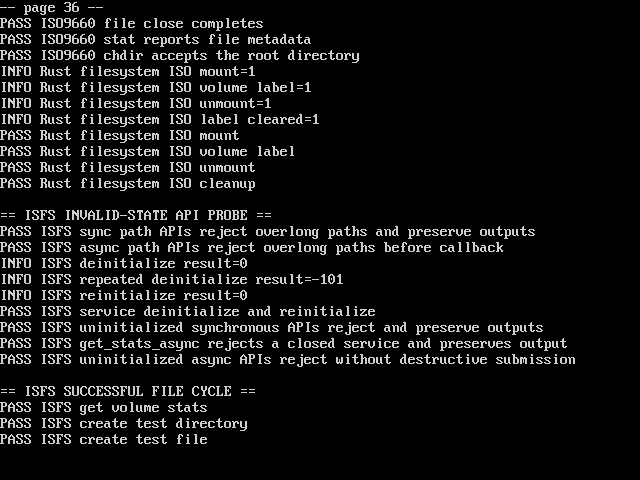 -- page 36 --
PASS ISO9660 file close completes
PASS ISO9660 stat reports file metadata
PASS ISO9660 chdir accepts the root directory
INFO Rust filesystem ISO mount=1
INFO Rust filesystem ISO volume label=1
INFO Rust filesystem ISO unmount=1
INFO Rust filesystem ISO label cleared=1
PASS Rust filesystem ISO mount
PASS Rust filesystem ISO volume label
PASS Rust filesystem ISO unmount
PASS Rust filesystem ISO cleanup
== ISFS INVALID-STATE API PROBE ==
PASS ISFS sync path APIs reject overlong paths and preserve outputs
PASS ISFS async path APIs reject overlong paths before callback
INFO ISFS deinitialize result=0
INFO ISFS repeated deinitialize result=-101
INFO ISFS reinitialize result=0
PASS ISFS service deinitialize and reinitialize
PASS ISFS uninitialized synchronous APIs reject and preserve outputs
PASS ISFS get_stats_async rejects a closed service and preserves output
PASS ISFS uninitialized async APIs reject without destructive submission
== ISFS SUCCESSFUL FILE CYCLE ==
PASS ISFS get volume stats
PASS ISFS create test directory
PASS ISFS create test file